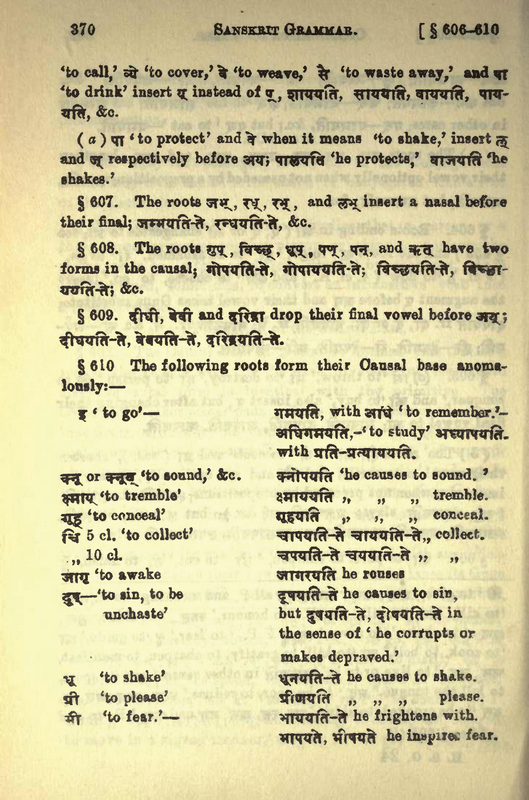 370 SANSKRIT GRAMMAR. [ § 606–610
'to call,' व्ये 'to cover,' वे 'to weave,' सै 'to waste away,' and पा
'to drink' insert य् instead of प्, शाययति, साययति, वाययति, पाय-
यति, &c.
(a) पा 'to protect' and वे when it means 'to shake,' insert ल्
and ज् respectively before अय; पालयति 'he protects,' वाजयति 'he
shakes.'
§ 607. The roots जभ्, रध्, रभ्, and लभ् insert a nasal before
their final; जम्भयति-ते, रन्धयति-ते, &c.
§ 608. The roots गुप्, विच्छ्, धूप्, पण्, पन्, and ऋत् have two
forms in the causal; गोपयति-ते, गोपाययति-ते; विच्छयति-ते, विच्छा-
ययति-ते; &c.
§ 609. दीधी, वेवी and दरिद्रा drop their final vowel before अय्;
दीधयति-ते, वेवयति-ते, दरिद्रयति-ते.
§ 610 The following roots form their Causal base anoma-
lously:—
इ 'to go'— गमयति, with अधि 'to remember.'-
अधिगमयति,-'to study' अध्यापयति.
with प्रति-प्रत्याययति.
क्नू or क्नूय् 'to sound,' &c. क्नोपयति 'he causes to sound.'
क्ष्माय् 'to tremble' क्ष्मापयति „ „ „ tremble.
गुह् 'to conceal' गूहयति „ „ „ conceal.
चि 5 cl. 'to collect' चापयति-ते चाययति-ते „ collect.
„ 10 cl. चपयति-ते चययति-ते „ „
जागृ 'to awake जागरयति he rouses
दुष्—'to sin, to be दूषयति-ते he causes to sin,
unchaste' but दुषयति-ते, दोषयति-ते in
the sense of 'he corrupts or
makes depraved.'
धू 'to shake' धूनयति-ते he causes to shake.
प्री 'to please' प्रीणयति „ „ „ please.
भी 'to fear.'— भाययति-ते he frightens with.
भापयते, भीषयते he inspires fear.